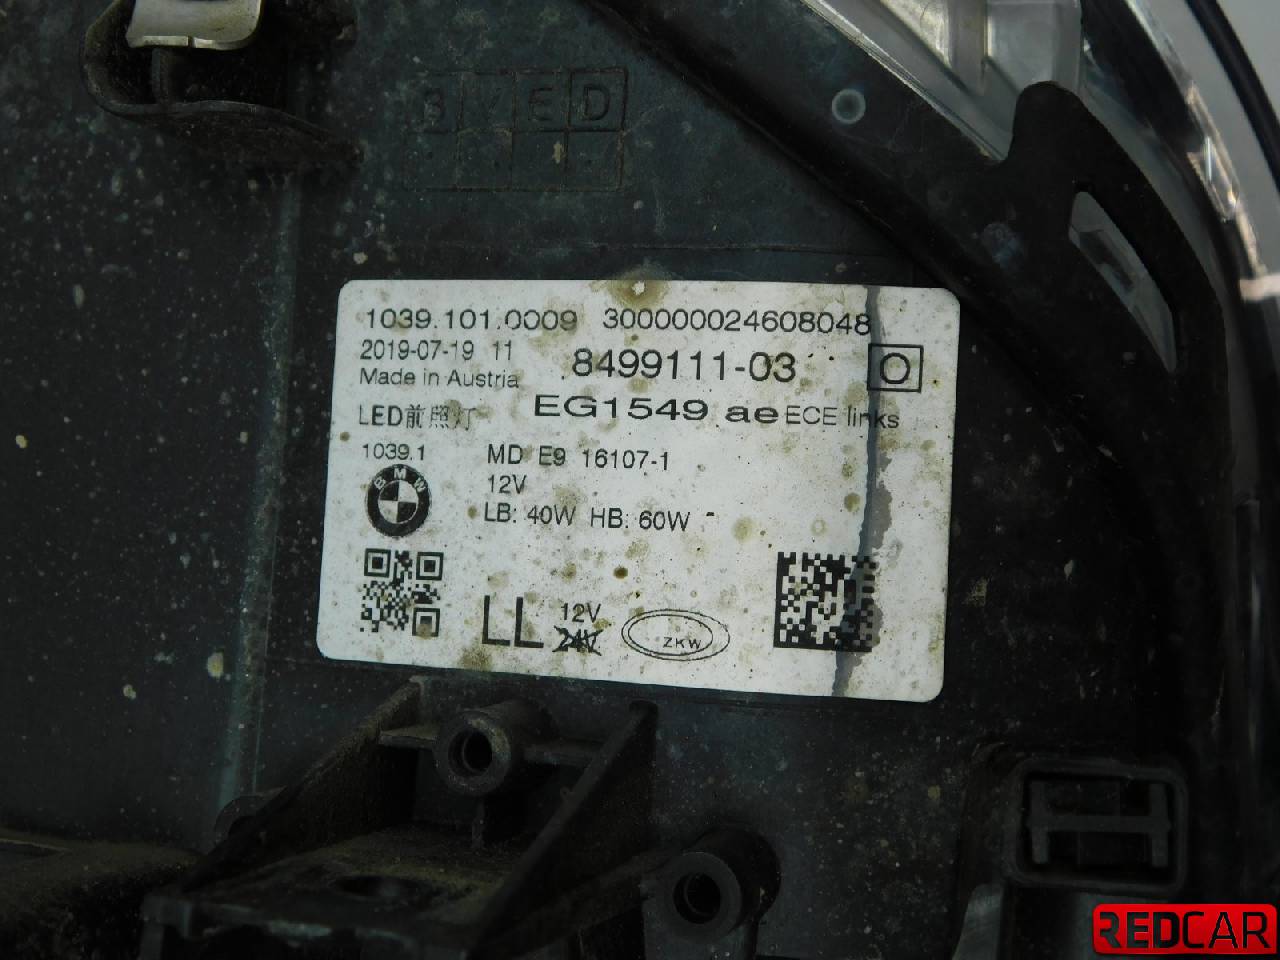 B Y E D
1039.101.0009 300000024608048
2019-07-19 11 8499111-03 O
Made in Austria
LED前照灯 EG1549 ae ECE links
1039.1 MD E9 16107-1
BMW 12V
LB: 40W HB: 60W
LL 12V ZKW
24V
REDCAR